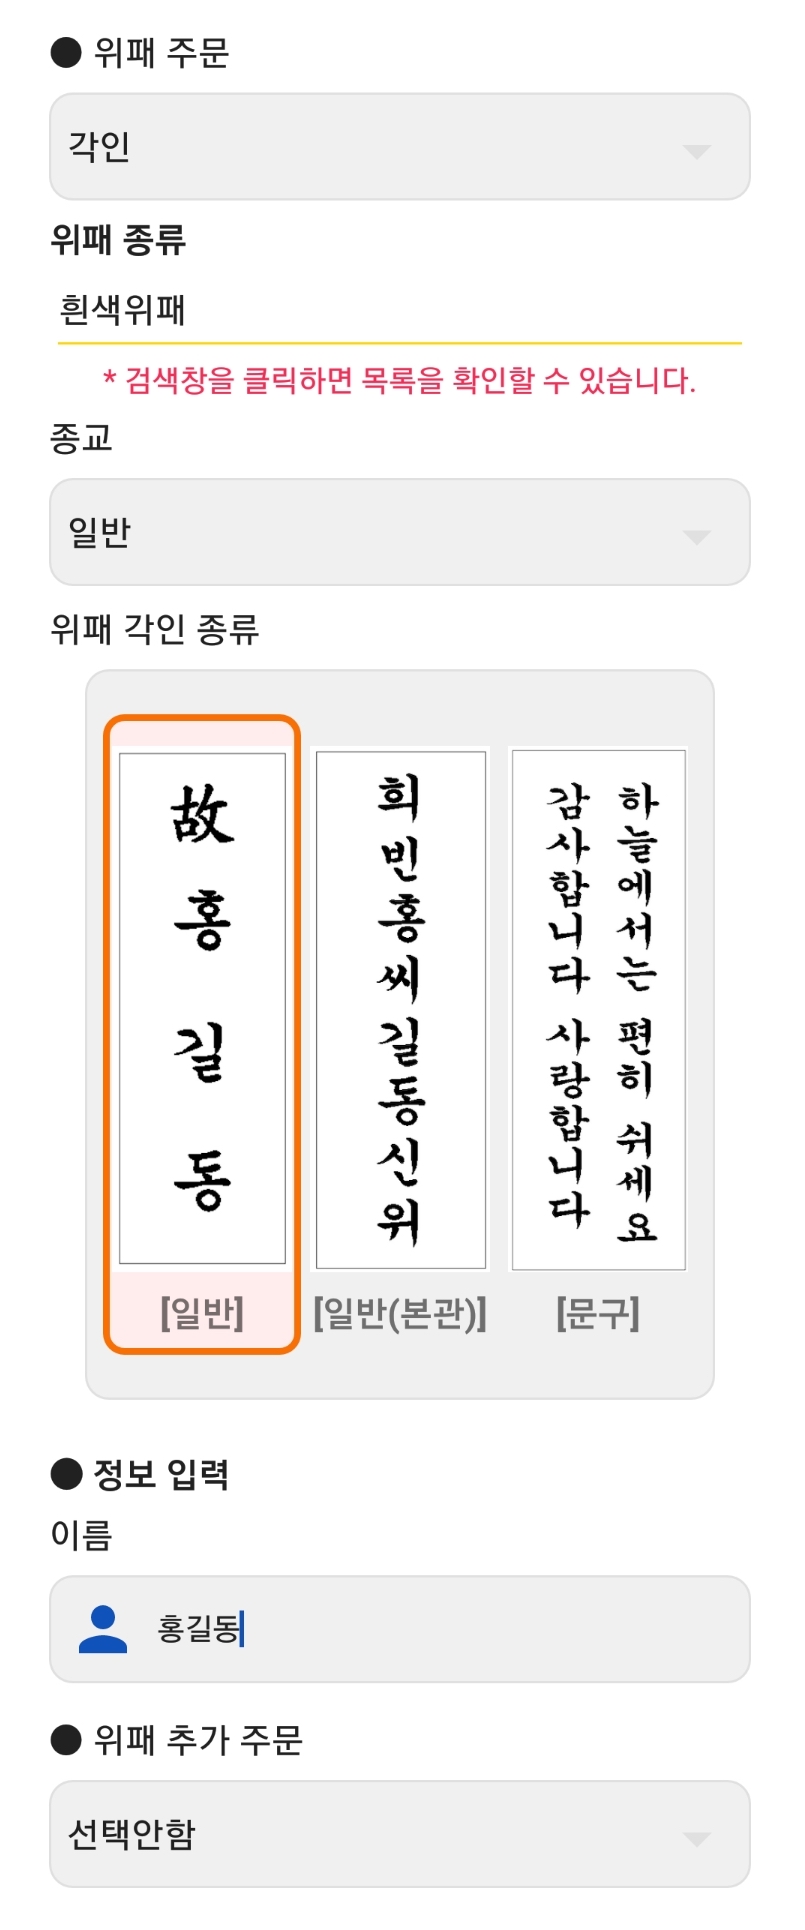 ● 위패 주문
각인
위패 종류
흰색위패
* 검색창을 클릭하면 목록을 확인할 수 있습니다.
종교
일반
위패 각인 종류
故홍길동
희빈홍씨길동신위
하늘에서는 편히 쉬세요
감사합니다 사랑합니다
[일반]
[일반(본관)]
[문구]
● 정보 입력
이름
홍길동
● 위패 추가 주문
선택안함